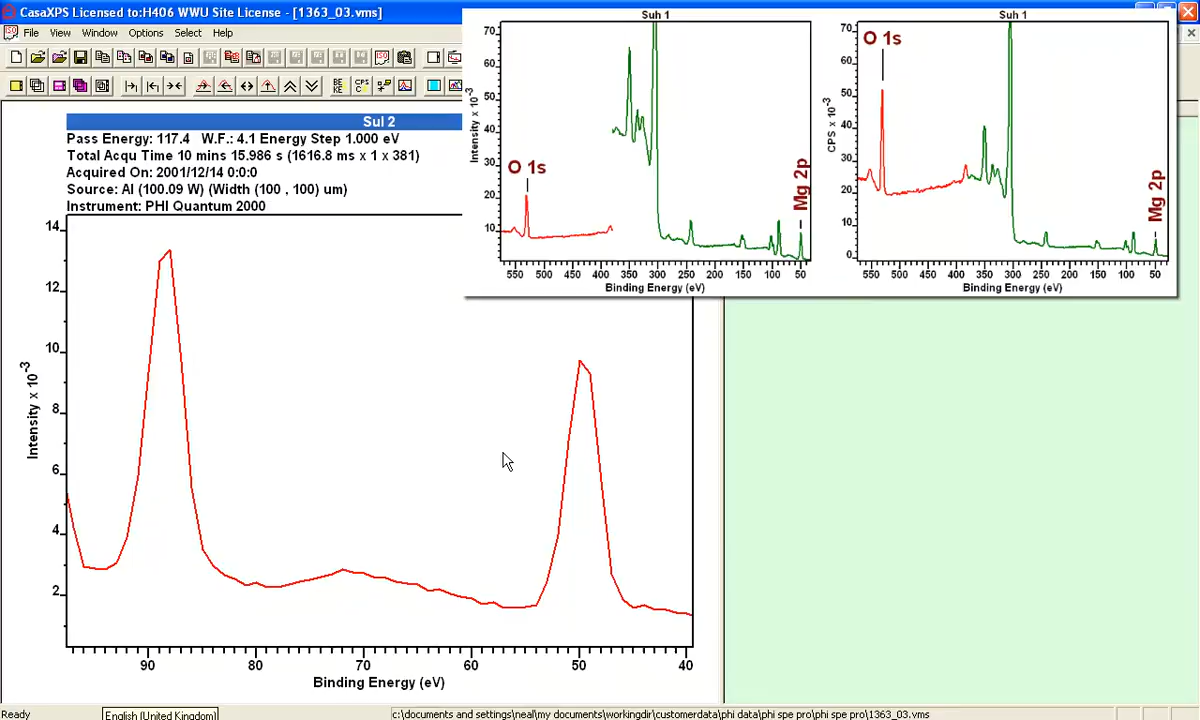 CasaXPS Licensed to:H406 WWU Site License - [1363_03.vms]
File View Window Options Select Help
Sul 2
Pass Energy: 117.4 W.F.: 4.1 Energy Step 1.000 eV
Total Acqu Time 10 mins 15.986 s (1616.8 ms x 1 x 381)
Acquired On: 2001/12/14 0:0:0
Source: Al (100.09 W) (Width (100 , 100) um)
Instrument: PHI Quantum 2000
14
12
10
8
6
4
2
Intensity x 10⁻³
90 80 70 60 50 40
Binding Energy (eV)
Suh 1
70
60
50
40
30
20
10
Intensity x 10⁻³
O 1s
Mg 2p
550 500 450 400 350 300 250 200 150 100 50
Binding Energy (eV)
Suh 1
70
60
50
40
30
20
10
0
CPS x 10⁻³
O 1s
Mg 2p
550 500 450 400 350 300 250 200 150 100 50
Binding Energy (eV)
Ready
English (United Kingdom)
c:\documents and settings\neal\my documents\workingdir\customerdata\phi data\phi spe pro\phi spe pro\1363_03.vms